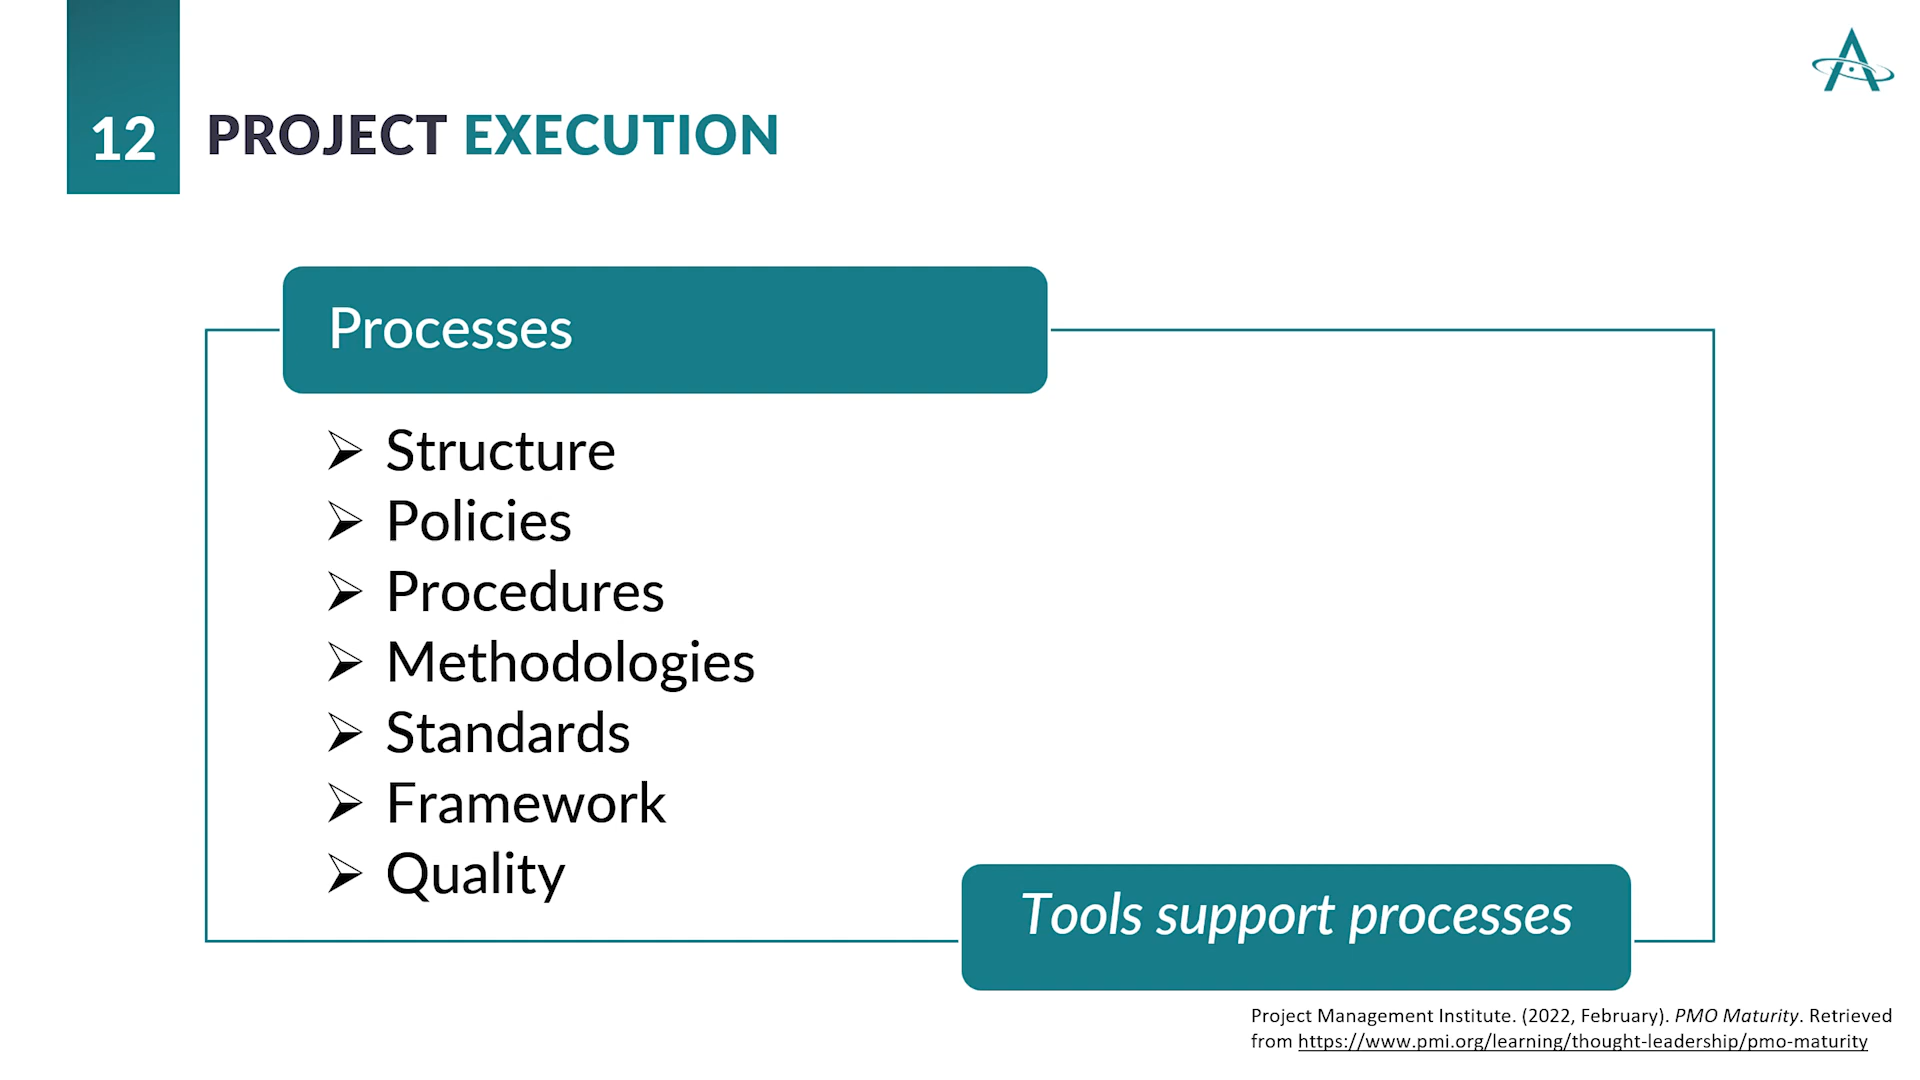 12
PROJECT EXECUTION
Processes
Structure
Policies
Procedures
Methodologies
Standards
Framework
Quality
Tools support processes
Project Management Institute. (2022, February). PMO Maturity. Retrieved
from https://www.pmi.org/learning/thought-leadership/pmo-maturity